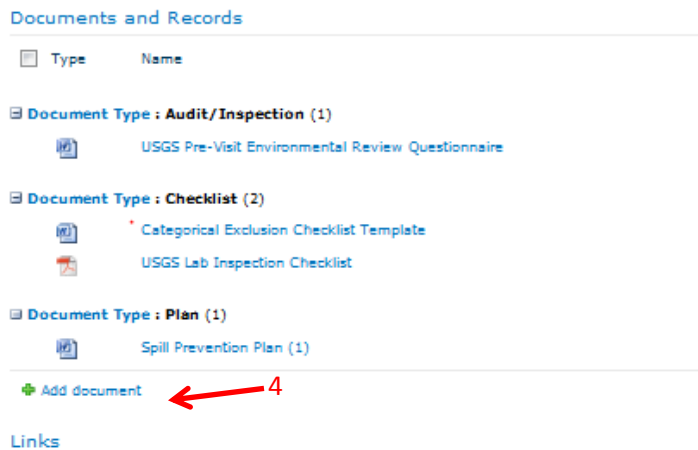 Documents and Records
Type Name
Document Type : Audit/Inspection (1)
USGS Pre-Visit Environmental Review Questionnaire
Document Type : Checklist (2)
* Categorical Exclusion Checklist Template
USGS Lab Inspection Checklist
Document Type : Plan (1)
Spill Prevention Plan (1)
Add document 4
Links